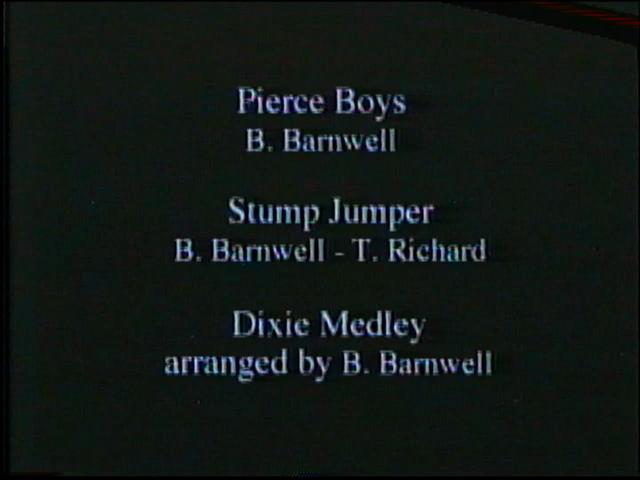 Pierce Boys
B. Barnwell
Stump Jumper
B. Barnwell - T. Richard
Dixie Medley
arranged by B. Barnwell